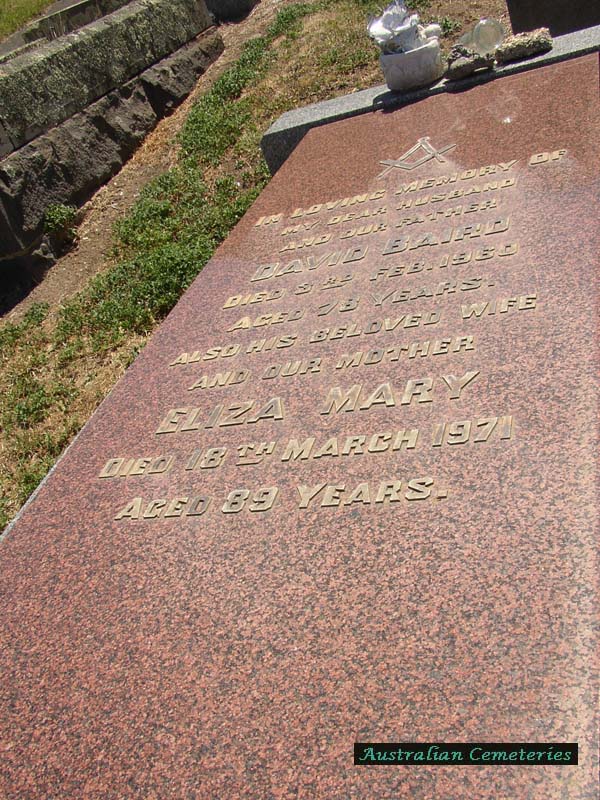 IN LOVING MEMORY OF
MY DEAR HUSBAND
AND OUR FATHER
DAVID BAIRD
DIED 3RD FEB. 1960
AGED 78 YEARS.
ALSO HIS BELOVED WIFE
AND OUR MOTHER
ELIZA MARY
DIED 18TH MARCH 1971
AGED 89 YEARS.
Australian Cemeteries